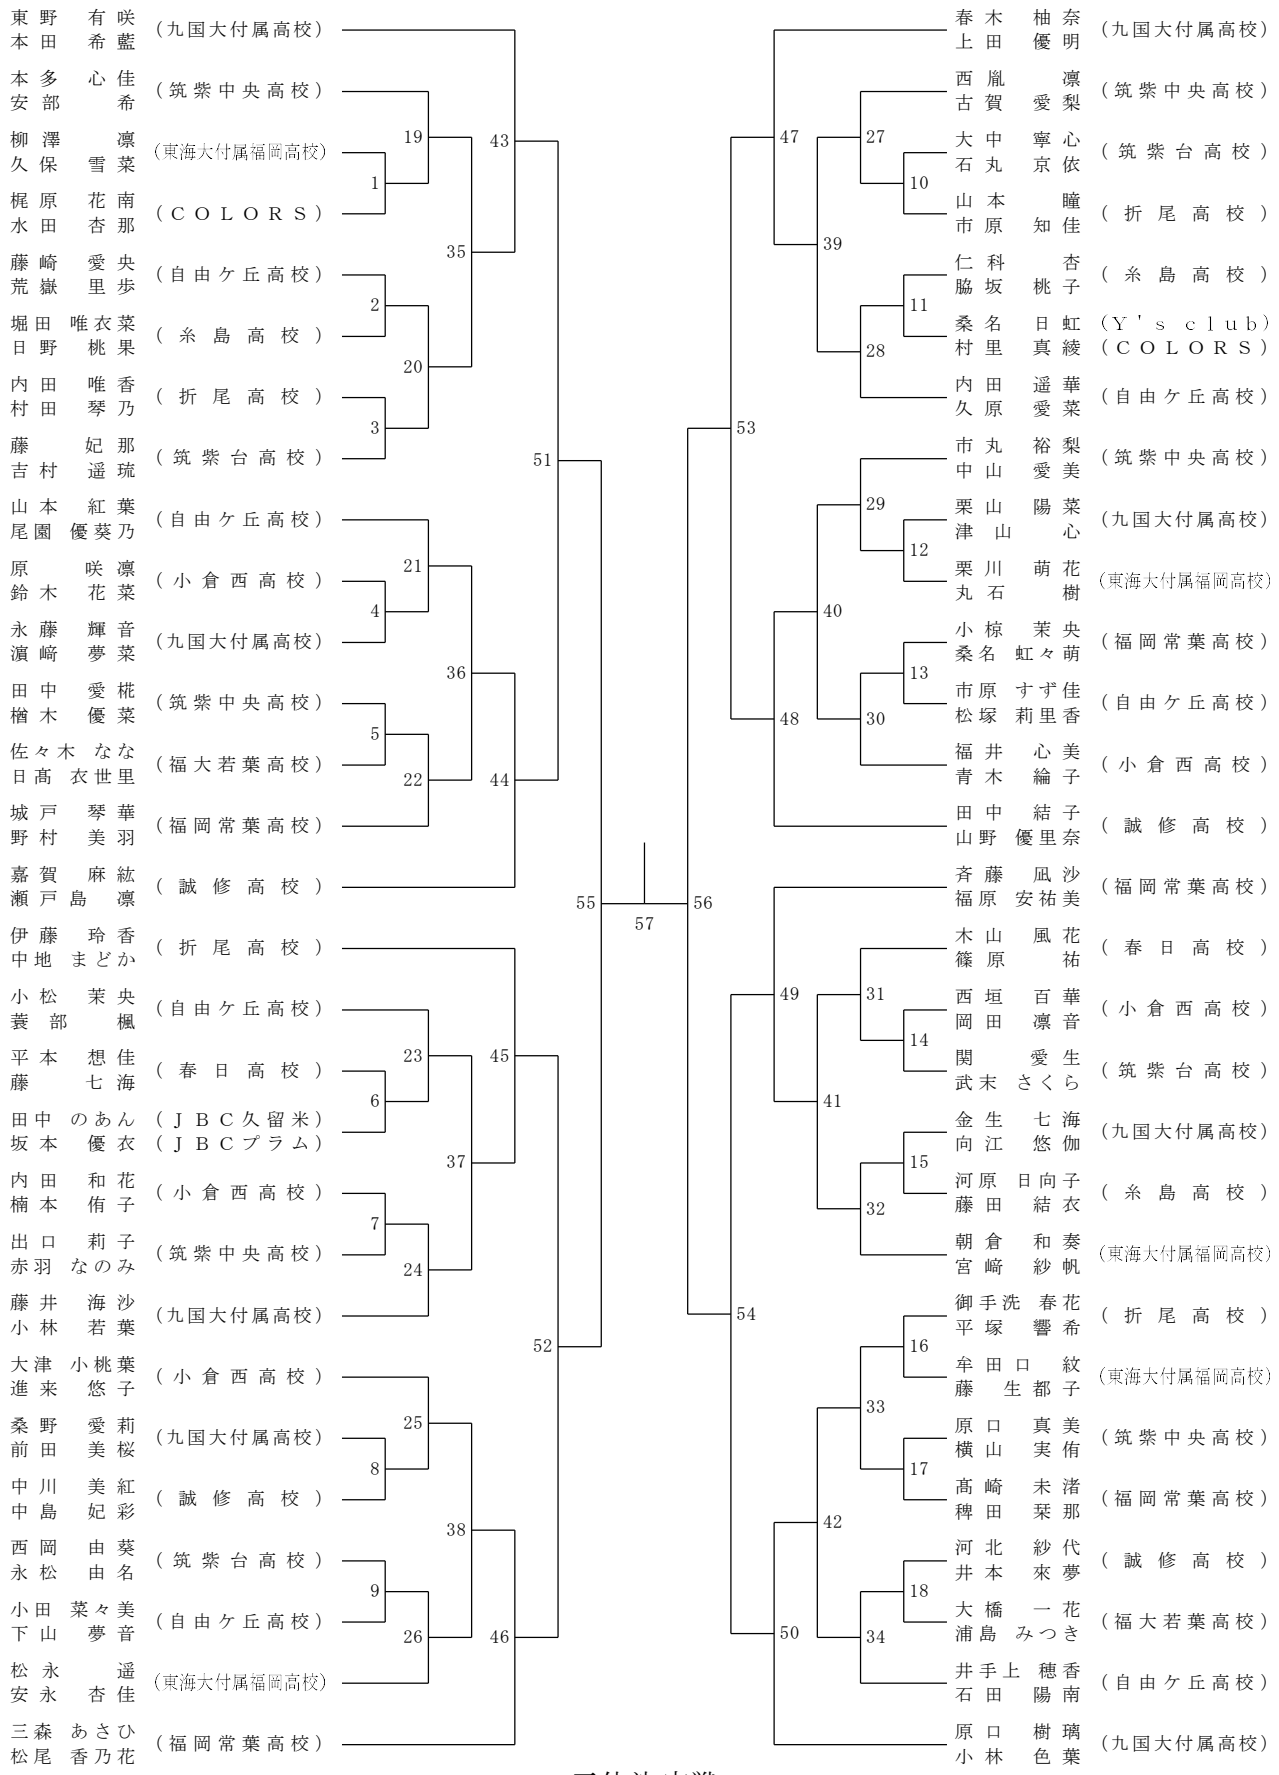 東野 有咲
本田 希藍 (九国大付属高校)
本多 心佳
安部 希 (筑紫中央高校)
柳澤 凛
久保 雪菜 (東海大付属福岡高校)
梶原 花南
水田 杏那 (COLORS)
藤崎 愛央
荒嶽 里歩 (自由ケ丘高校)
堀田 唯衣菜
日野 桃果 (糸島高校)
内田 唯香
村田 琴乃 (折尾高校)
藤 妃那
吉村 遥琉 (筑紫台高校)
山本 紅葉
尾園 優葵乃 (自由ケ丘高校)
原 咲凛
鈴木 花菜 (小倉西高校)
永藤 輝音
濵﨑 夢菜 (九国大付属高校)
田中 愛椛
楢木 優菜 (筑紫中央高校)
佐々木 なな
日髙 衣世里 (福大若葉高校)
城戸 琴華
野村 美羽 (福岡常葉高校)
嘉賀 麻紘
瀬戸島 凛 (誠修高校)
伊藤 玲香
中地 まどか (折尾高校)
小松 茉央
蓑部 楓 (自由ケ丘高校)
平本 想佳
藤 七海 (春日高校)
田中 のあん (JBC久留米)
坂本 優衣 (JBCプラム)
内田 和花
楠本 侑子 (小倉西高校)
出口 莉子
赤羽 なのみ (筑紫中央高校)
藤井 海沙
小林 若葉 (九国大付属高校)
大津 小桃葉
進来 悠子 (小倉西高校)
桑野 愛莉
前田 美桜 (九国大付属高校)
中川 美紅
中島 妃彩 (誠修高校)
西岡 由葵
永松 由名 (筑紫台高校)
小田 菜々美
下山 夢音 (自由ケ丘高校)
松永 遥
安永 杏佳 (東海大付属福岡高校)
三森 あさひ
松尾 香乃花 (福岡常葉高校)
1
2
3
4
5
6
7
8
9
19
20
21
22
23
24
25
26
35
36
37
38
43
44
45
46
51
52
55
57
56
53
54
47
48
49
50
39
40
41
42
27
28
29
30
31
32
33
34
10
11
12
13
14
15
16
17
18
春木 柚奈
上田 優明 (九国大付属高校)
西胤 凛
古賀 愛梨 (筑紫中央高校)
大中 寧心
石丸 京依 (筑紫台高校)
山本 瞳
市原 知佳 (折尾高校)
仁科 杏
脇坂 桃子 (糸島高校)
桑名 日虹 (Y's club)
村里 真綾 (COLORS)
内田 遥華
久原 愛菜 (自由ケ丘高校)
市丸 裕梨
中山 愛美 (筑紫中央高校)
栗山 陽菜
津山 心 (九国大付属高校)
栗川 萌花
丸石 樹 (東海大付属福岡高校)
小椋 茉央
桑名 虹々萌 (福岡常葉高校)
市原 すず佳
松塚 莉里香 (自由ケ丘高校)
福井 心美
青木 綸子 (小倉西高校)
田中 結子
山野 優里奈 (誠修高校)
斉藤 凪沙
福原 安祐美 (福岡常葉高校)
木山 風花
篠原 祐 (春日高校)
西垣 百華
岡田 凛音 (小倉西高校)
関 愛生
武末 さくら (筑紫台高校)
金生 七海
向江 悠伽 (九国大付属高校)
河原 日向子
藤田 結衣 (糸島高校)
朝倉 和奏
宮﨑 紗帆 (東海大付属福岡高校)
御手洗 春花
平塚 響希 (折尾高校)
牟田口 紋
藤 生都子 (東海大付属福岡高校)
原口 真美
横山 実侑 (筑紫中央高校)
髙崎 未渚
稗田 栞那 (福岡常葉高校)
河北 紗代
井本 來夢 (誠修高校)
大橋 一花
浦島 みつき (福大若葉高校)
井手上 穂香
石田 陽南 (自由ケ丘高校)
原口 樹璃
小林 色葉 (九国大付属高校)